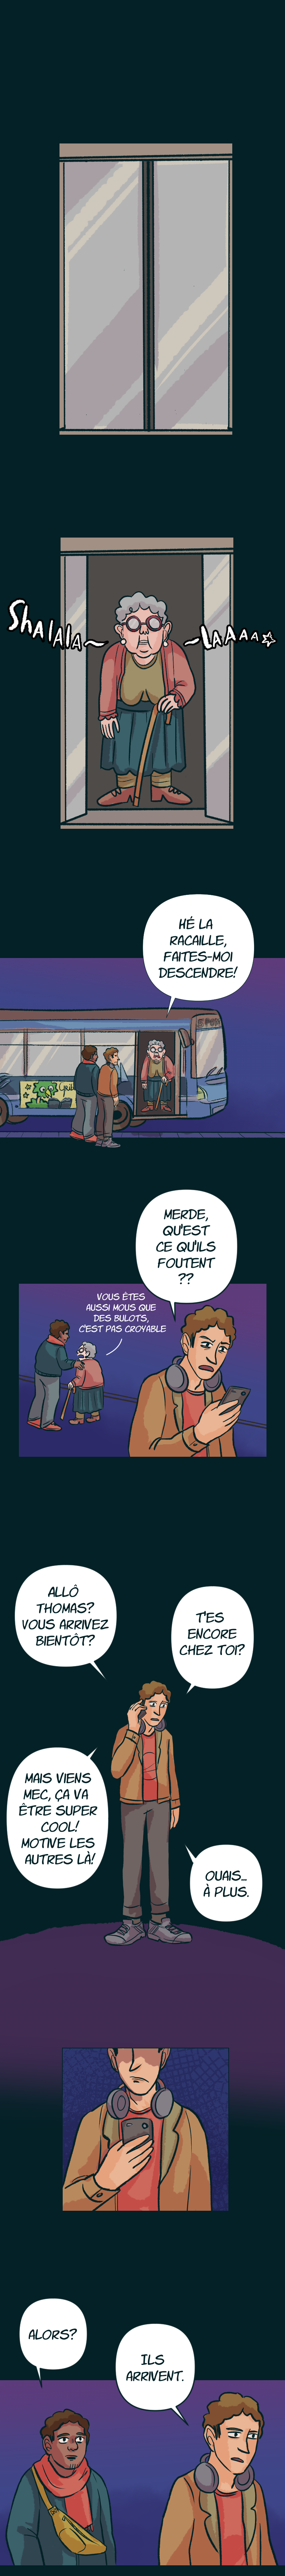 Shalala~
~LAAAAA☆
HÉ LA
RACAILLE,
FAITES-MOI
DESCENDRE!
MERDE,
QU'EST
CE QU'ILS
FOUTENT
??
VOUS ÊTES
AUSSI MOUS QUE
DES BULOTS,
C'EST PAS CROYABLE
ALLÔ
THOMAS?
VOUS ARRIVEZ
BIENTÔT?
T'ES
ENCORE
CHEZ TOI?
MAIS VIENS
MEC, ÇA VA
ÊTRE SUPER
COOL!
MOTIVE LES
AUTRES LÀ!
OUAIS...
À PLUS.
ALORS?
ILS
ARRIVENT.